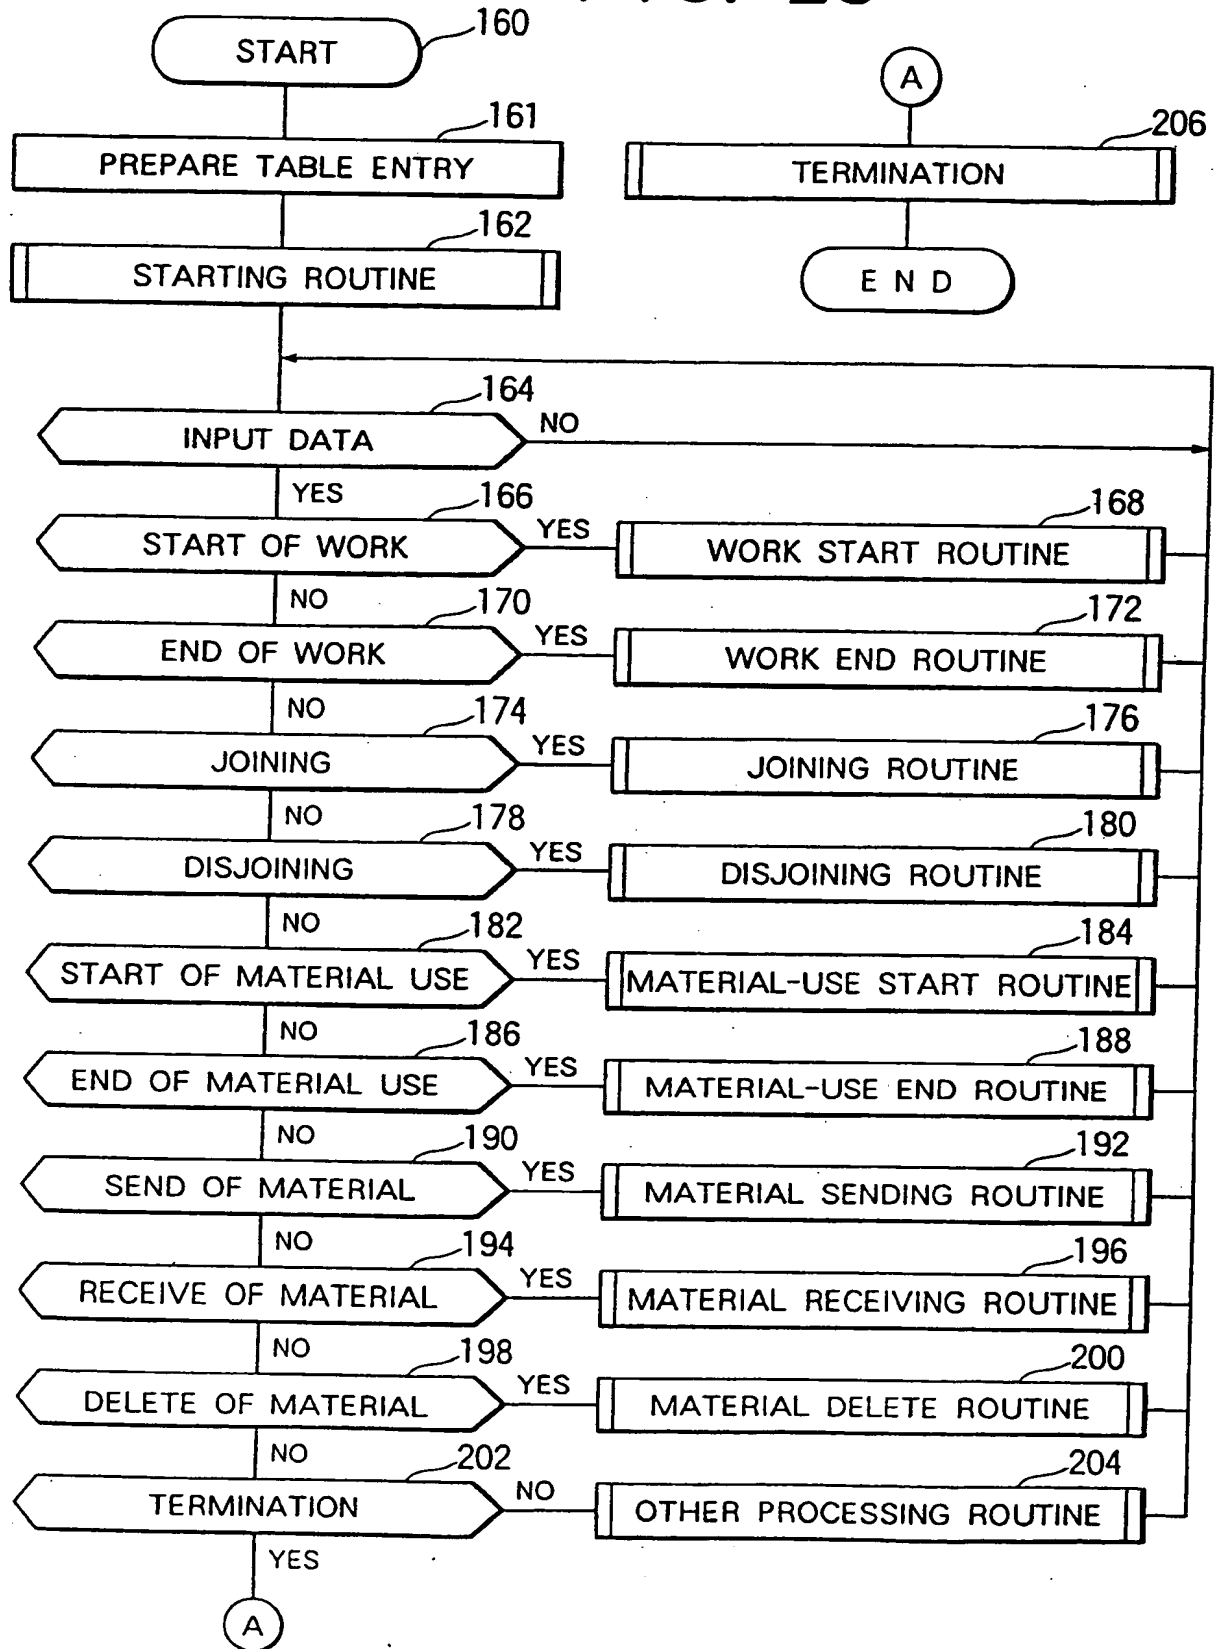 160
START
A
161
206
PREPARE TABLE ENTRY
TERMINATION
162
STARTING ROUTINE
E N D
164
INPUT DATA
NO
YES
166
168
START OF WORK
YES
WORK START ROUTINE
NO
170
172
END OF WORK
YES
WORK END ROUTINE
NO
174
176
JOINING
YES
JOINING ROUTINE
NO
178
180
DISJOINING
YES
DISJOINING ROUTINE
NO
182
184
START OF MATERIAL USE
YES
MATERIAL-USE START ROUTINE
NO
186
188
END OF MATERIAL USE
YES
MATERIAL-USE END ROUTINE
NO
190
192
SEND OF MATERIAL
YES
MATERIAL SENDING ROUTINE
NO
194
196
RECEIVE OF MATERIAL
YES
MATERIAL RECEIVING ROUTINE
NO
198
200
DELETE OF MATERIAL
YES
MATERIAL DELETE ROUTINE
NO
202
204
TERMINATION
NO
OTHER PROCESSING ROUTINE
YES
A